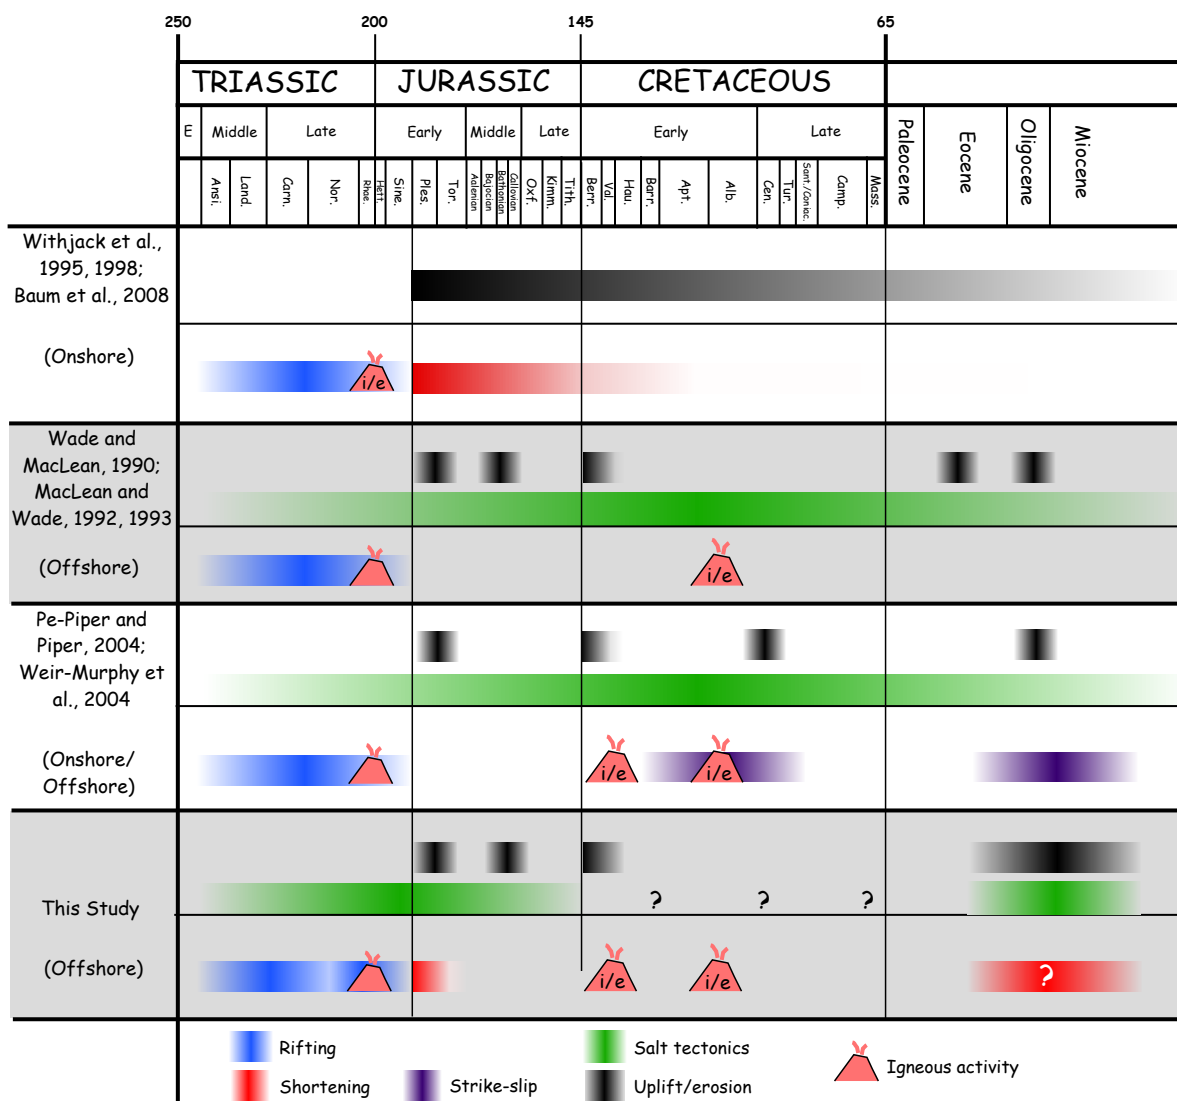 250 200 145 65
TRIASSIC JURASSIC CRETACEOUS
E Middle Late Early Middle Late Early Late
Paleocene Eocene Oligocene Miocene
Ansi. Land. Carn. Nor. Rhae. Hett. Sine. Ples. Tor. Aalenian Bajocian Bathonian Callovian Oxf. Kimm. Tith. Berr. Val. Hau. Barr. Apt. Alb. Cen. Tur. Sant./Coniac. Camp. Mass.
Withjack et al.,
1995, 1998;
Baum et al., 2008
(Onshore)
i/e
Wade and
MacLean, 1990;
MacLean and
Wade, 1992, 1993
(Offshore)
i/e
Pe-Piper and
Piper, 2004;
Weir-Murphy et
al., 2004
(Onshore/
Offshore)
i/e i/e
This Study
? ? ?
(Offshore)
i/e i/e ?
Rifting
Salt tectonics
Igneous activity
Shortening
Strike-slip
Uplift/erosion